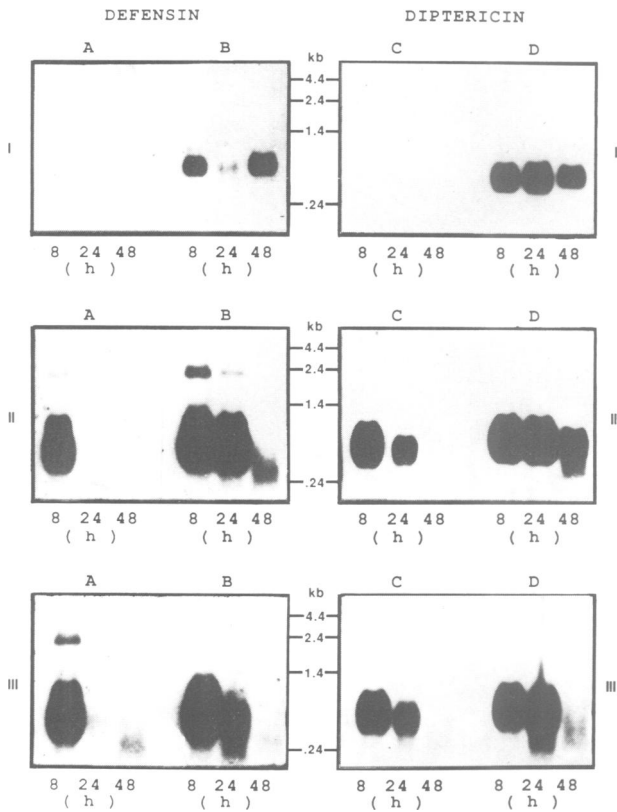 DEFENSIN DIPTERICIN
A B kb C D
4.4
2.4
1.4
I I
.24
8 24 48 8 24 48 8 24 48 8 24 48
( h ) ( h ) ( h ) ( h )
A B kb C D
4.4
2.4
1.4
II II
.24
8 24 48 8 24 48 8 24 48 8 24 48
( h ) ( h ) ( h ) ( h )
A B kb C D
4.4
2.4
1.4
III III
.24
8 24 48 8 24 48 8 24 48 8 24 48
( h ) ( h ) ( h ) ( h )